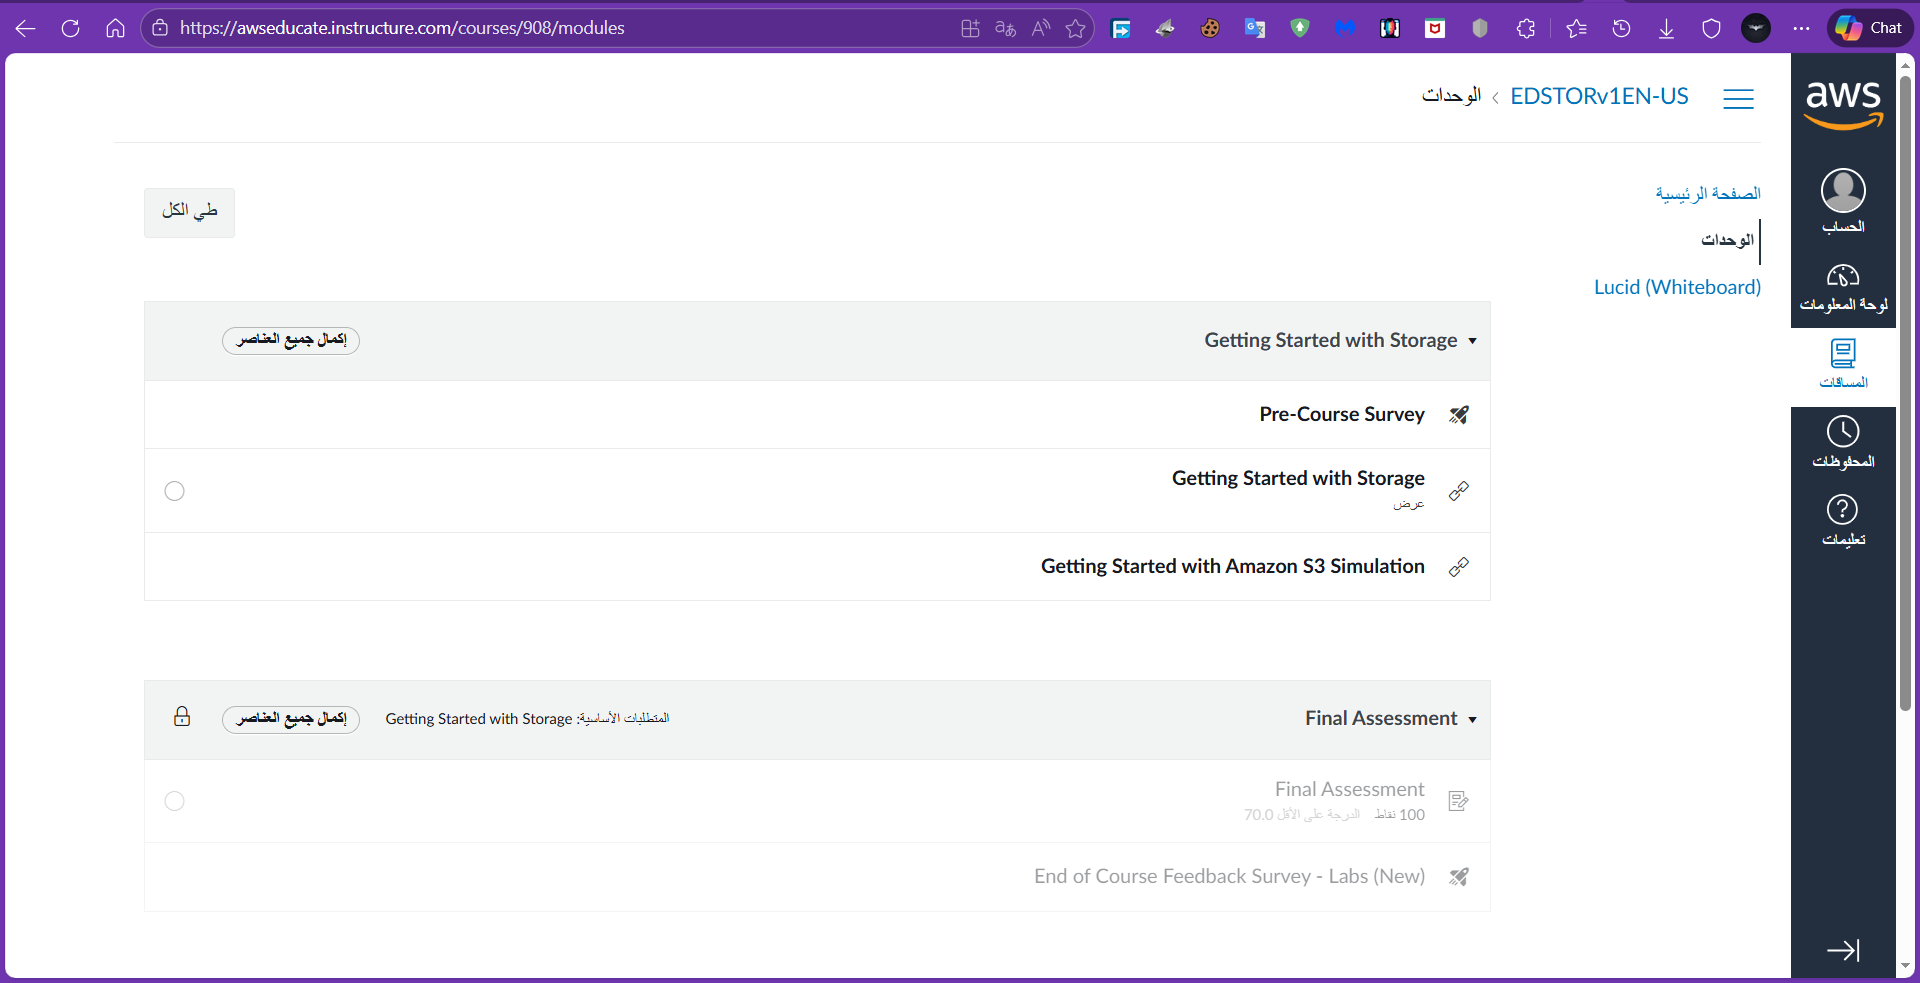 https://awseducate.instructure.com/courses/908/modules
Chat
EDSTORv1EN-US › الوحدات
aws
الحساب
لوحة المعلومات
المساقات
المحفوظات
تعليمات
الصفحة الرئيسية
الوحدات
Lucid (Whiteboard)
طي الكل
Getting Started with Storage
إكمال جميع العناصر
Pre-Course Survey
Getting Started with Storage
عرض
Getting Started with Amazon S3 Simulation
Final Assessment
المتطلبات الأساسية: Getting Started with Storage
إكمال جميع العناصر
Final Assessment
100 نقاط الدرجة على الأقل 70.0
End of Course Feedback Survey - Labs (New)